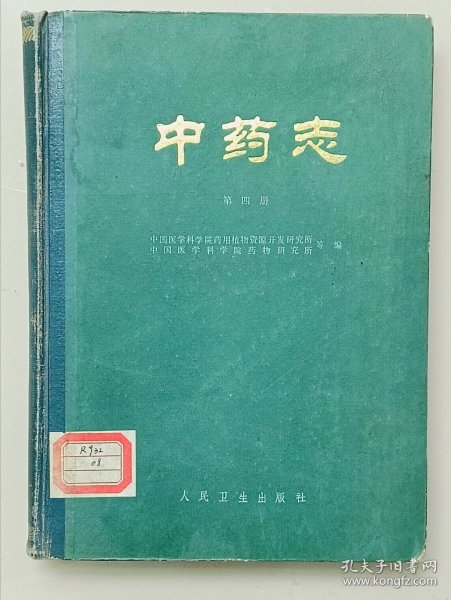 中药志
第四册
中国医学科学院药用植物资源开发研究所
中国医学科学院药物研究所
等编
R932
08
人民卫生出版社
孔夫子旧书网
www.kongfz.com